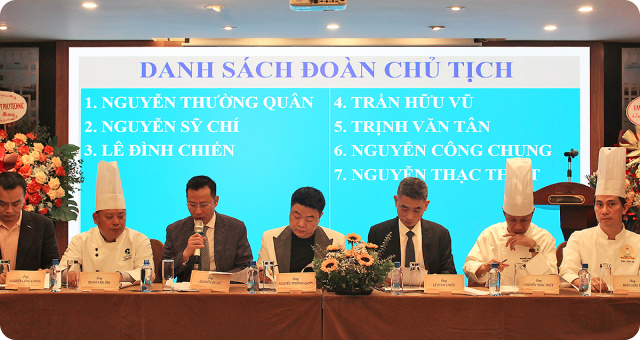 DANH SÁCH ĐOÀN CHỦ TỊCH
1. NGUYỄN THƯỜNG QUÂN
2. NGUYỄN SỸ CHÍ
3. LÊ ĐÌNH CHIẾN
4. TRẦN HỮU VŨ
5. TRỊNH VĂN TÂN
6. NGUYỄN CÔNG CHUNG
7. NGUYỄN THẠC